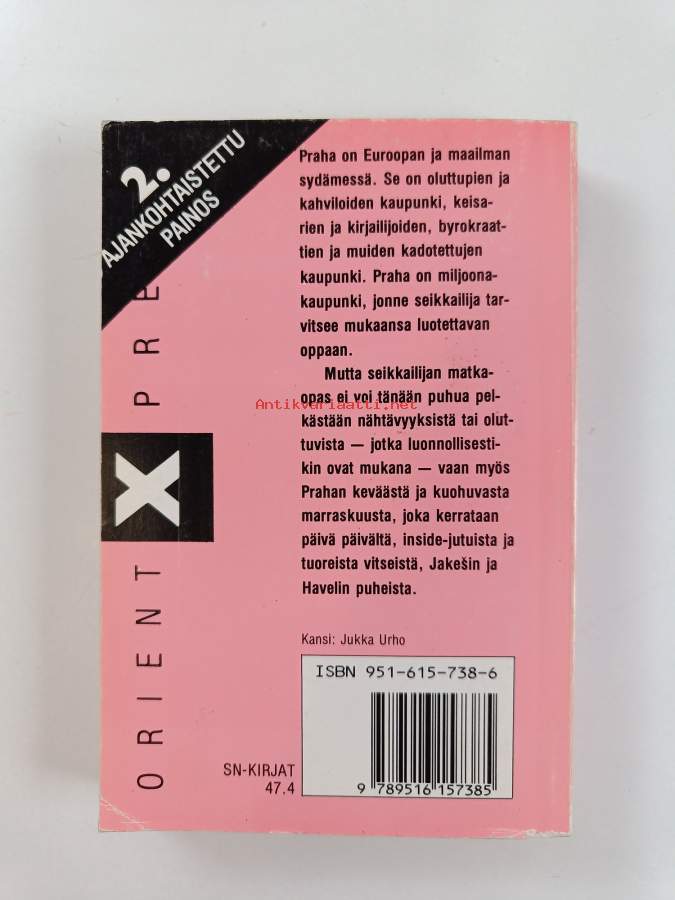 2.
AJANKOHTAISTETTU
PAINOS
ORIENT X PRE
Praha on Euroopan ja maailman
sydämessä. Se on oluttupien ja
kahviloiden kaupunki, keisa-
rien ja kirjailijoiden, byrokraat-
tien ja muiden kadotettujen
kaupunki. Praha on miljoona-
kaupunki, jonne seikkailija tar-
vitsee mukaansa luotettavan
oppaan.
Mutta seikkailijan matka-
opas ei voi tänään puhua pel-
Antikvariaatti.net
kästään nähtävyyksistä tai olut-
tuvista — jotka luonnollisesti-
kin ovat mukana — vaan myös
Prahan keväästä ja kuohuvasta
marraskuusta, joka kerrataan
päivä päivältä, inside-jutuista ja
tuoreista vitseistä, Jakešin ja
Havelin puheista.
Kansi: Jukka Urho
ISBN 951-615-738-6
SN-KIRJAT
47.4
9 789516 157385